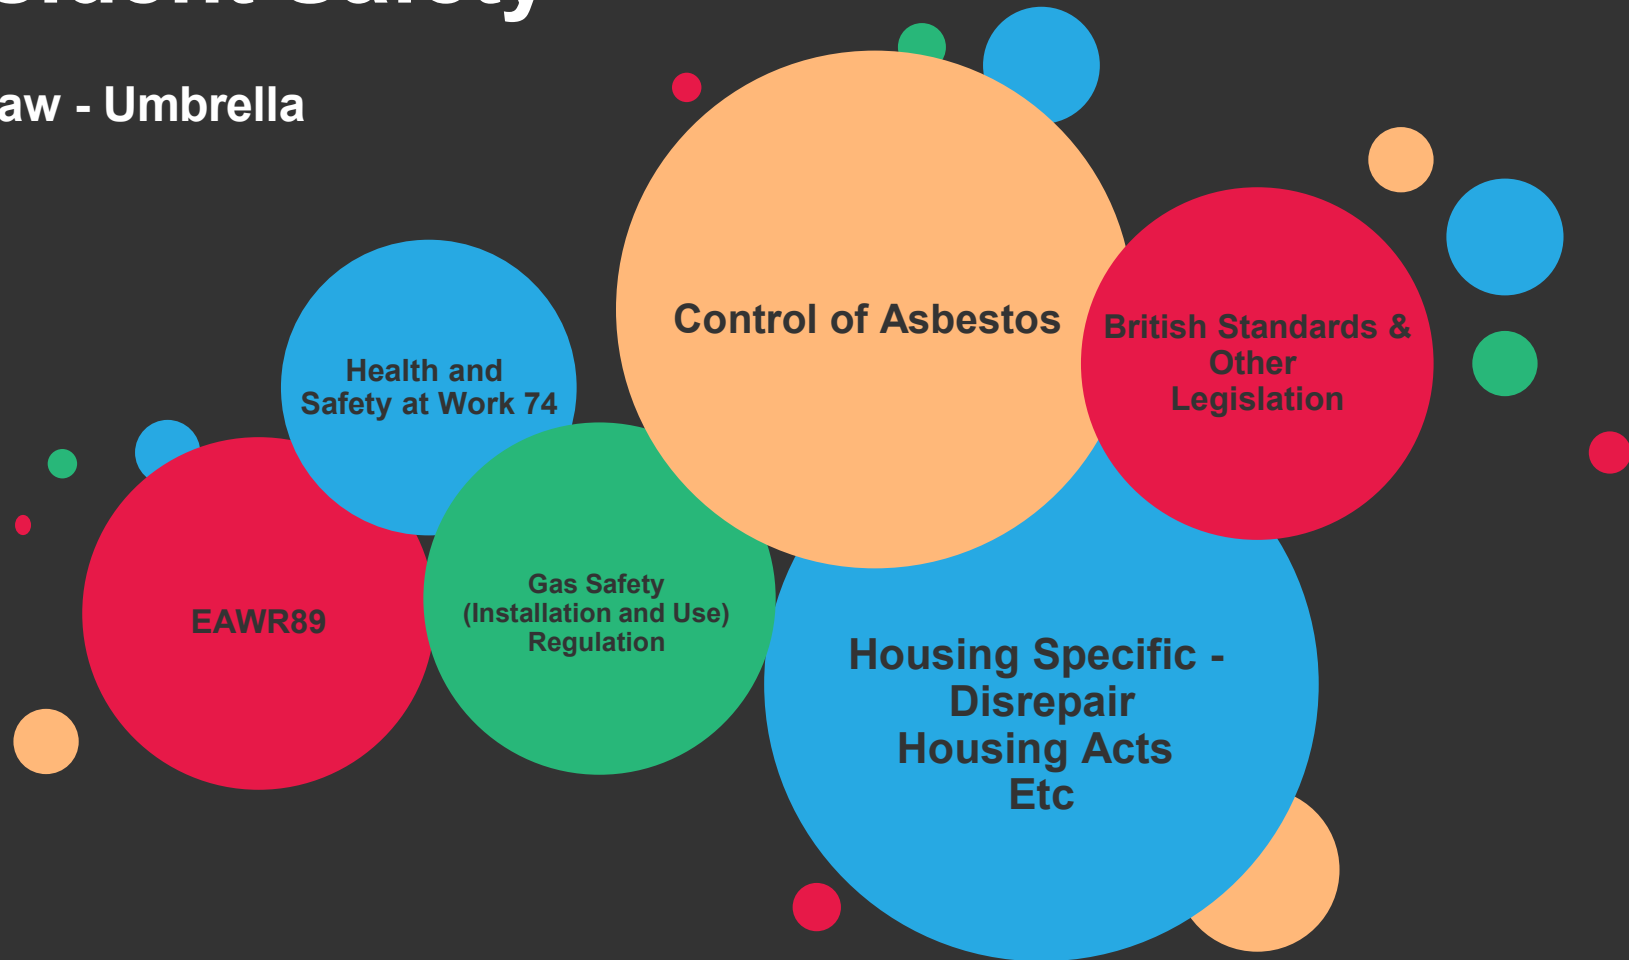 Safety
- Umbrella
Control of Asbestos
British Standards &
Other
Legislation
Health and
Safety at Work 74
EAWR89
Gas Safety
(Installation and Use)
Regulation
Housing Specific -
Disrepair
Housing Acts
Etc